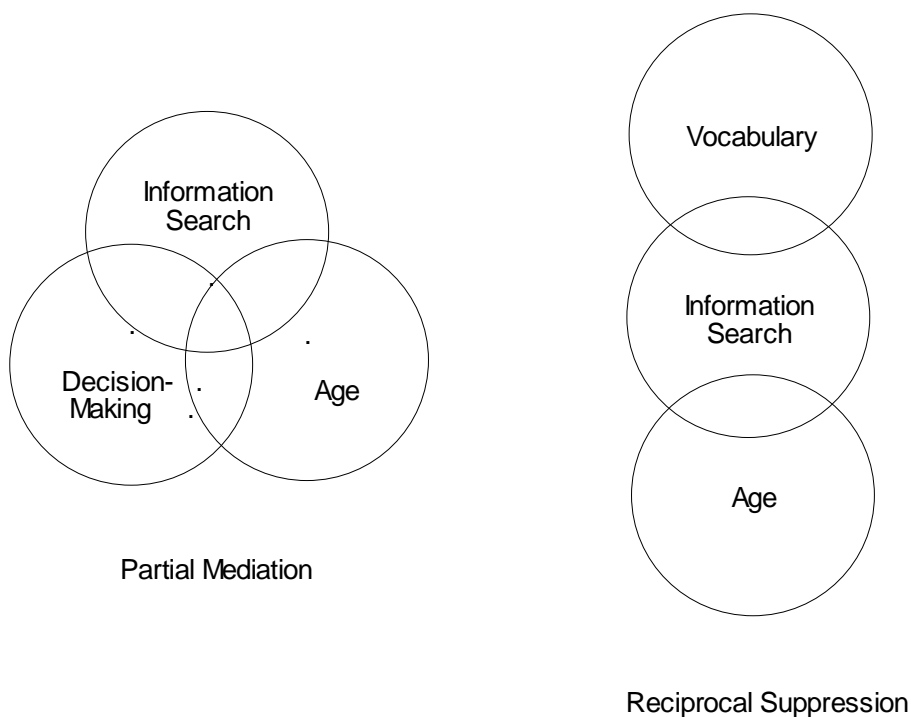 Information
Search
Decision-
Making
Age
Partial Mediation
Vocabulary
Information
Search
Age
Reciprocal Suppression